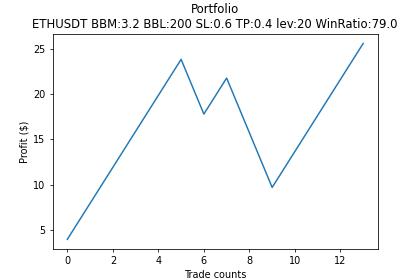 Portfolio
ETHUSDT BBM:3.2 BBL:200 SL:0.6 TP:0.4 lev:20 WinRatio:79.0
25
20
15
10
5
Profit ($)
0 2 4 6 8 10 12
Trade counts